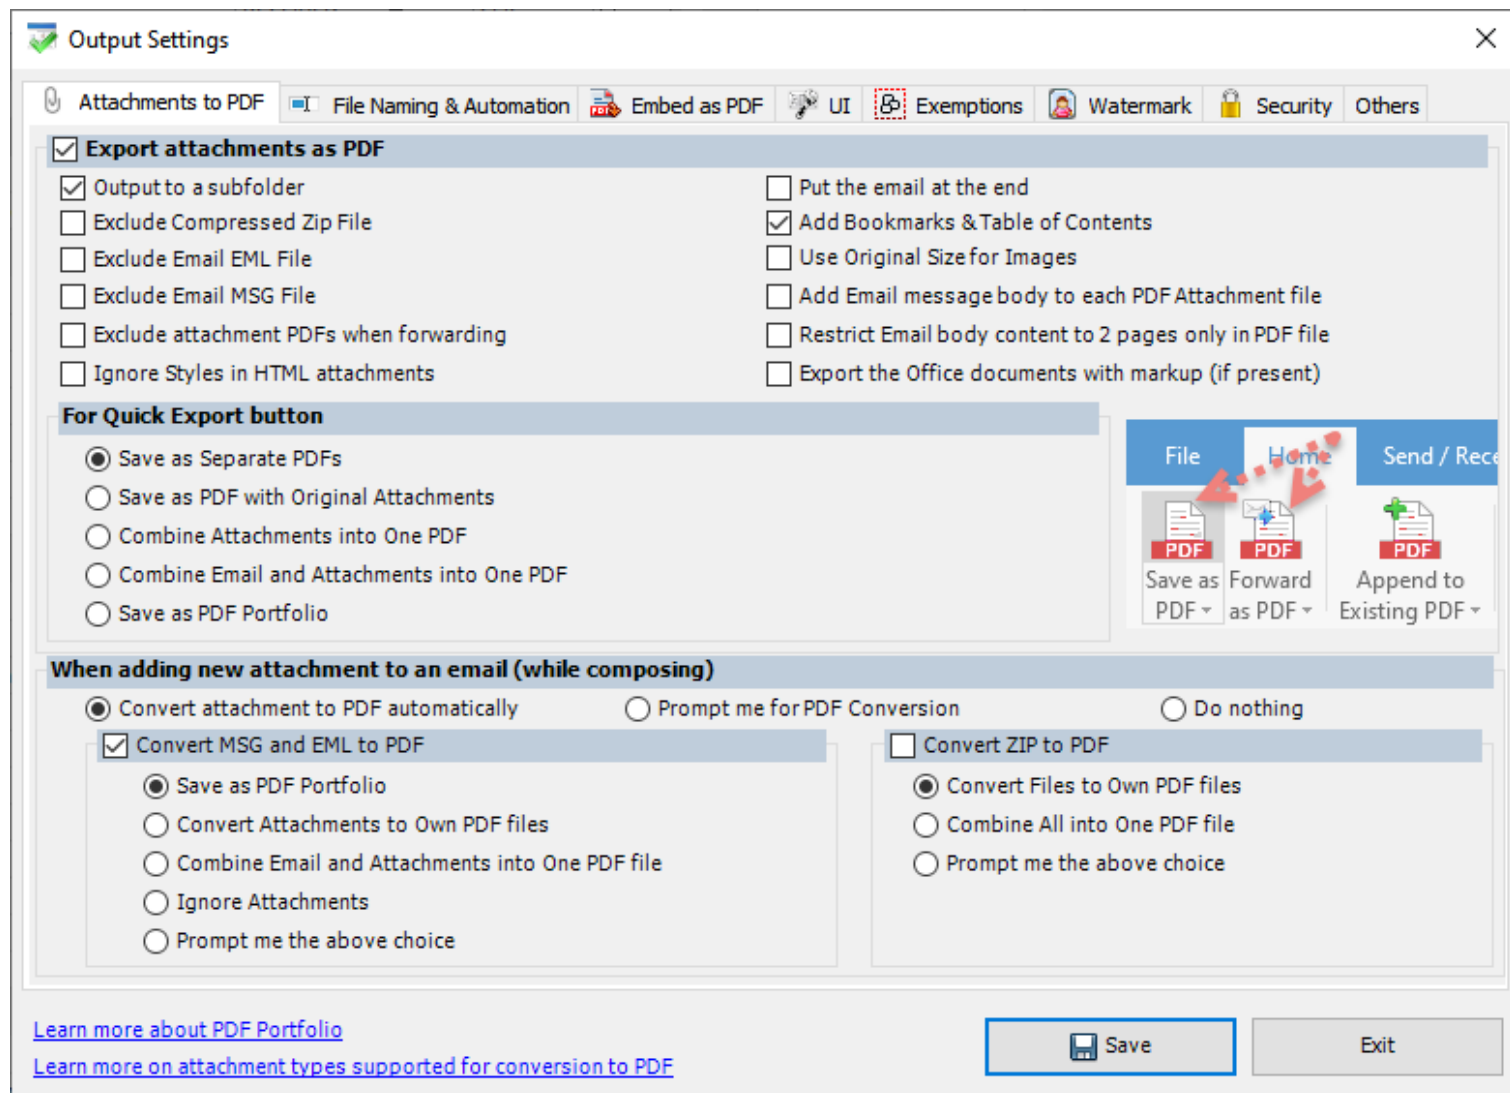 Output Settings
Attachments to PDF
File Naming & Automation
Embed as PDF
UI
Exemptions
Watermark
Security
Others
Export attachments as PDF
Output to a subfolder
Put the email at the end
Exclude Compressed Zip File
Add Bookmarks & Table of Contents
Exclude Email EML File
Use Original Size for Images
Exclude Email MSG File
Add Email message body to each PDF Attachment file
Exclude attachment PDFs when forwarding
Restrict Email body content to 2 pages only in PDF file
Ignore Styles in HTML attachments
Export the Office documents with markup (if present)
For Quick Export button
Save as Separate PDFs
Save as PDF with Original Attachments
Combine Attachments into One PDF
Combine Email and Attachments into One PDF
Save as PDF Portfolio
File
Home
Send / Rece
PDF
PDF
PDF
Save as
PDF
Forward
as PDF
Append to
Existing PDF
When adding new attachment to an email (while composing)
Convert attachment to PDF automatically
Prompt me for PDF Conversion
Do nothing
Convert MSG and EML to PDF
Save as PDF Portfolio
Convert Attachments to Own PDF files
Combine Email and Attachments into One PDF file
Ignore Attachments
Prompt me the above choice
Convert ZIP to PDF
Convert Files to Own PDF files
Combine All into One PDF file
Prompt me the above choice
Learn more about PDF Portfolio
Learn more on attachment types supported for conversion to PDF
Save
Exit